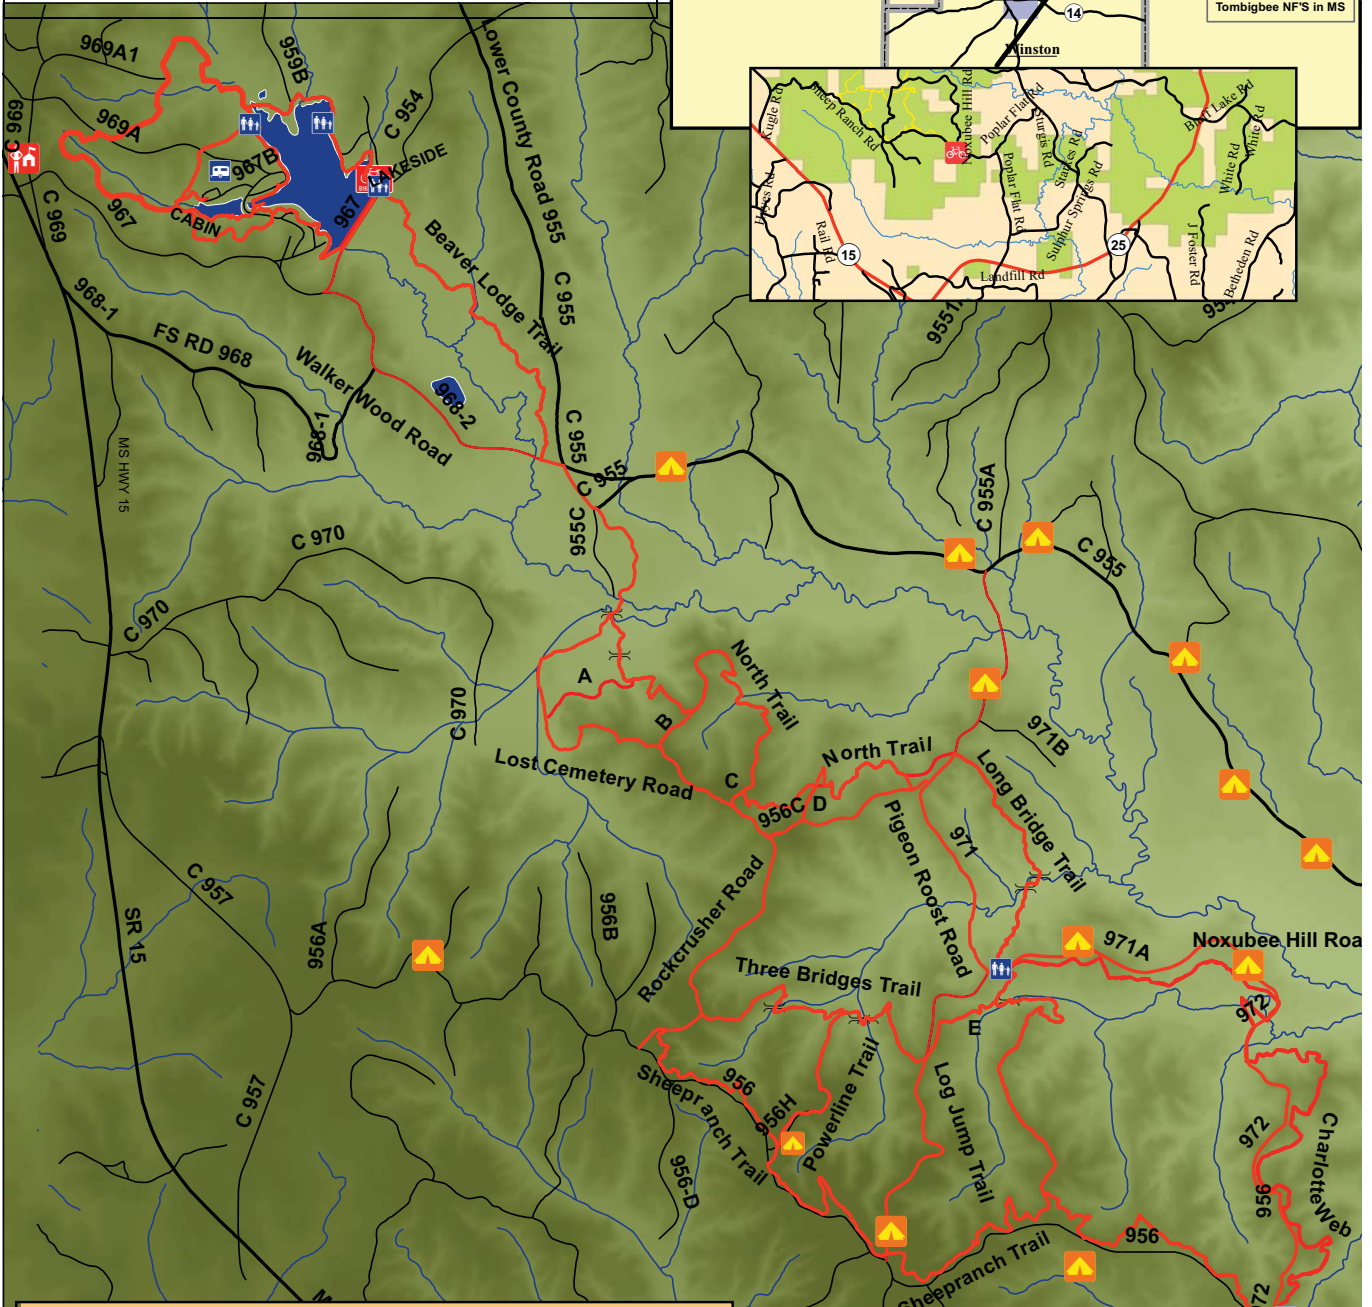 Tombigbee NF'S in MS
14
Winston
Kugle Rd
Sheep Ranch Rd
Noxubee Hill Rd
Poplar Flat Rd
Sturgis Rd
Starkes Rd
Bluff Lake Rd
White Rd
White Rd
Hayes Rd
Rail Rd
15
Poplar Flat Rd
Sulphur Springs Rd
25
Landfill Rd
J Foster Rd
Betheden Rd
969A1
959B
Lower County Road 955
C 969
969A
C 954
967B
LAKESIDE
C 969
967
CABIN
967
Beaver Lodge Trail
C 955
968-1
FS RD 968
Walker Wood Road
968-2
968-1
C 955
C 955
MS HWY 15
955C
C 955A
C 955
C 970
C 970
C 970
A
B
North Trail
Lost Cemetery Road
C
956C
D
North Trail
971B
Long Bridge Trail
Pigeon Roost Road
971
C 957
SR 15
956A
956B
Rockcrusher Road
Three Bridges Trail
971A
Noxubee Hill Roa
972
E
C 957
956
Sheepranch Trail
956H
Powerline Trail
956-D
Log Jump Trail
972
CharlotteWeb
956
956
Sheepranch Trail
72